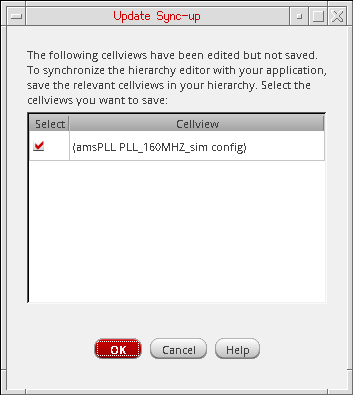 Update Sync-up
The following cellviews have been edited but not saved.
To synchronize the hierarchy editor with your application,
save the relevant cellviews in your hierarchy. Select the
cellviews you want to save:
Select Cellview
(amsPLL PLL_160MHZ_sim config)
OK Cancel Help